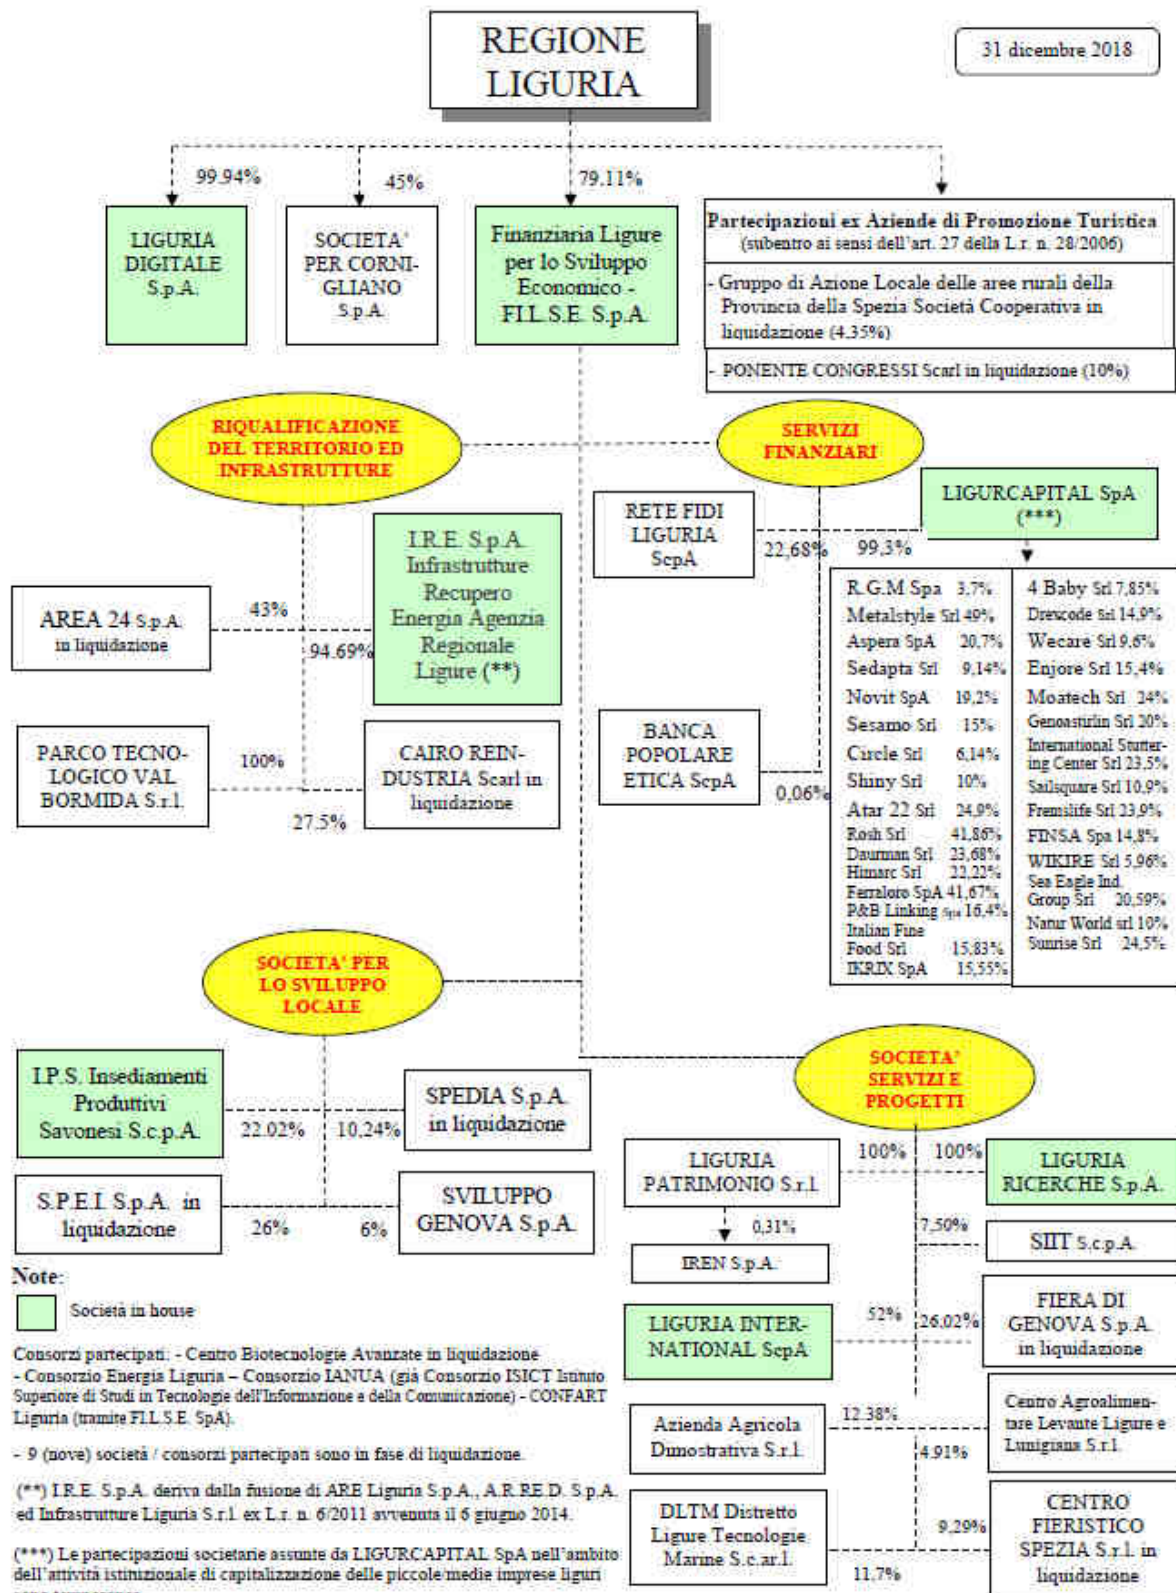 REGIONE
LIGURIA
31 dicembre 2018
99.94%
45%
79.11%
LIGURIA
DIGITALE
S.p.A.
SOCIETA'
PER CORNI-
GLIANO
S.p.A.
Finanziaria Ligure
per lo Sviluppo
Economico -
FI.L.S.E. S.p.A.
Partecipazioni ex Aziende di Promozione Turistica
(subentro ai sensi dell'art. 27 della L.r. n. 28/2006)
- Gruppo di Azione Locale delle aree rurali della
Provincia della Spezia Società Cooperativa in
liquidazione (4.35%)
- PONENTE CONGRESSI Scarl in liquidazione (10%)
RIQUALIFICAZIONE
DEL TERRITORIO ED
INFRASTRUTTURE
SERVIZI
FINANZIARI
RETE FIDI
LIGURIA
ScpA
22,68%
99.3%
LIGURCAPITAL SpA
(***)
I.R.E. S.p.A.
Infrastrutture
Recupero
Energia Agenzia
Regionale
Ligure (**)
AREA 24 S.p.A.
in liquidazione
43%
94.69%
PARCO TECNO-
LOGICO VAL
BORMIDA S.r.l.
100%
27.5%
CAIRO REIN-
DUSTRIA Scarl in
liquidazione
BANCA
POPOLARE
ETICA ScpA
0,06%
R.G.M Spa 3,7%
Metalstyle Srl 49%
Aspera SpA 20,7%
Sedapta Srl 9,14%
Novit SpA 19,2%
Sesamo Srl 15%
Circle Srl 6,14%
Shiny Srl 10%
Atar 22 Srl 24,9%
Rosh Srl 41,86%
Daurman Srl 23,68%
Himarc Srl 22,22%
Ferraloro SpA 41,67%
P&B Linking Spa 16,4%
Italian Fine
Food Srl 15,83%
IKRIX SpA 15,55%
4 Baby Srl 7,85%
Drexcode Srl 14,9%
Wecare Srl 9,6%
Enjore Srl 15,4%
Moatech Srl 24%
Genoastirlin Srl 20%
International Stutter-
ing Center Srl 23,5%
Sailsquare Srl 10,9%
Fremslife Srl 23,9%
FINSA Spa 14,8%
WIKIRE Srl 5,96%
Sea Eagle Ind.
Group Srl 20,59%
Natur World srl 10%
Sunrise Srl 24,5%
SOCIETA' PER
LO SVILUPPO
LOCALE
I.P.S. Insediamenti
Produttivi
Savonesi S.c.p.A.
22.02%
10,24%
SPEDIA S.p.A.
in liquidazione
S.P.E.I. S.p.A. in
liquidazione
26%
6%
SVILUPPO
GENOVA S.p.A.
SOCIETA'
SERVIZI E
PROGETTI
LIGURIA
PATRIMONIO S.r.l.
100%
100%
LIGURIA
RICERCHE S.p.A.
0,31%
IREN S.p.A.
7,50%
SIIT S.c.p.A.
LIGURIA INTER-
NATIONAL ScpA
52%
26,02%
FIERA DI
GENOVA S.p.A.
in liquidazione
Azienda Agricola
Dimostrativa S.r.l.
12.38%
4.91%
Centro Agroalimen-
tare Levante Ligure e
Lunigiana S.r.l.
DLTM Distretto
Ligure Tecnologie
Marine S.c.ar.l.
9,29%
11,7%
CENTRO
FIERISTICO
SPEZIA S.r.l. in
liquidazione
Note:
Società in house
Consorzi partecipati: - Centro Biotecnologie Avanzate in liquidazione
- Consorzio Energia Liguria – Consorzio IANUA (già Consorzio ISICT Istituto
Superiore di Studi in Tecnologie dell'Informazione e della Comunicazione) - CONFART
Liguria (tramite FI.L.S.E. SpA).
- 9 (nove) società / consorzi partecipati sono in fase di liquidazione.
(**) I.R.E. S.p.A. deriva dalla fusione di ARE Liguria S.p.A., A.R.RE.D. S.p.A.
ed Infrastrutture Liguria S.r.l. ex L.r. n. 6/2011 avvenuta il 6 giugno 2014.
(***) Le partecipazioni societarie assunte da LIGURCAPITAL SpA nell'ambito
dell'attività istituzionale di capitalizzazione delle piccole/medie imprese liguri